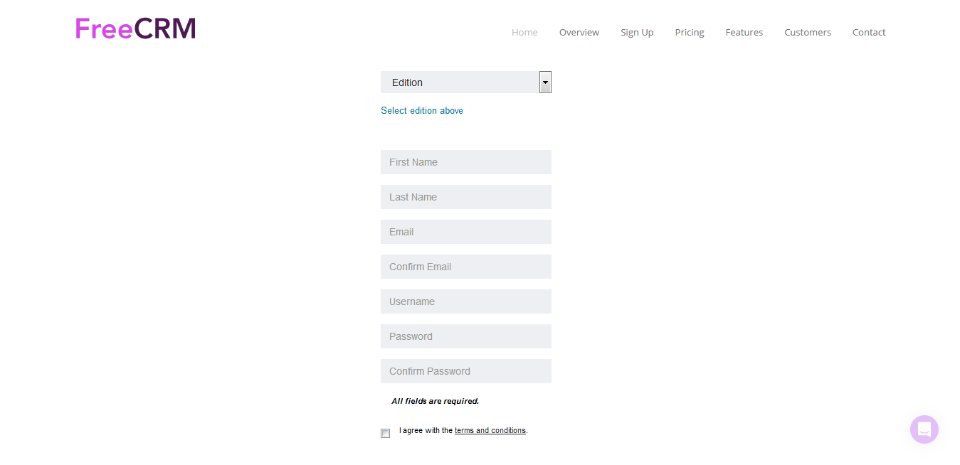 FreeCRM
Home Overview Sign Up Pricing Features Customers Contact
Edition
Select edition above
First Name
Last Name
Email
Confirm Email
Username
Password
Confirm Password
All fields are required.
I agree with the terms and conditions.